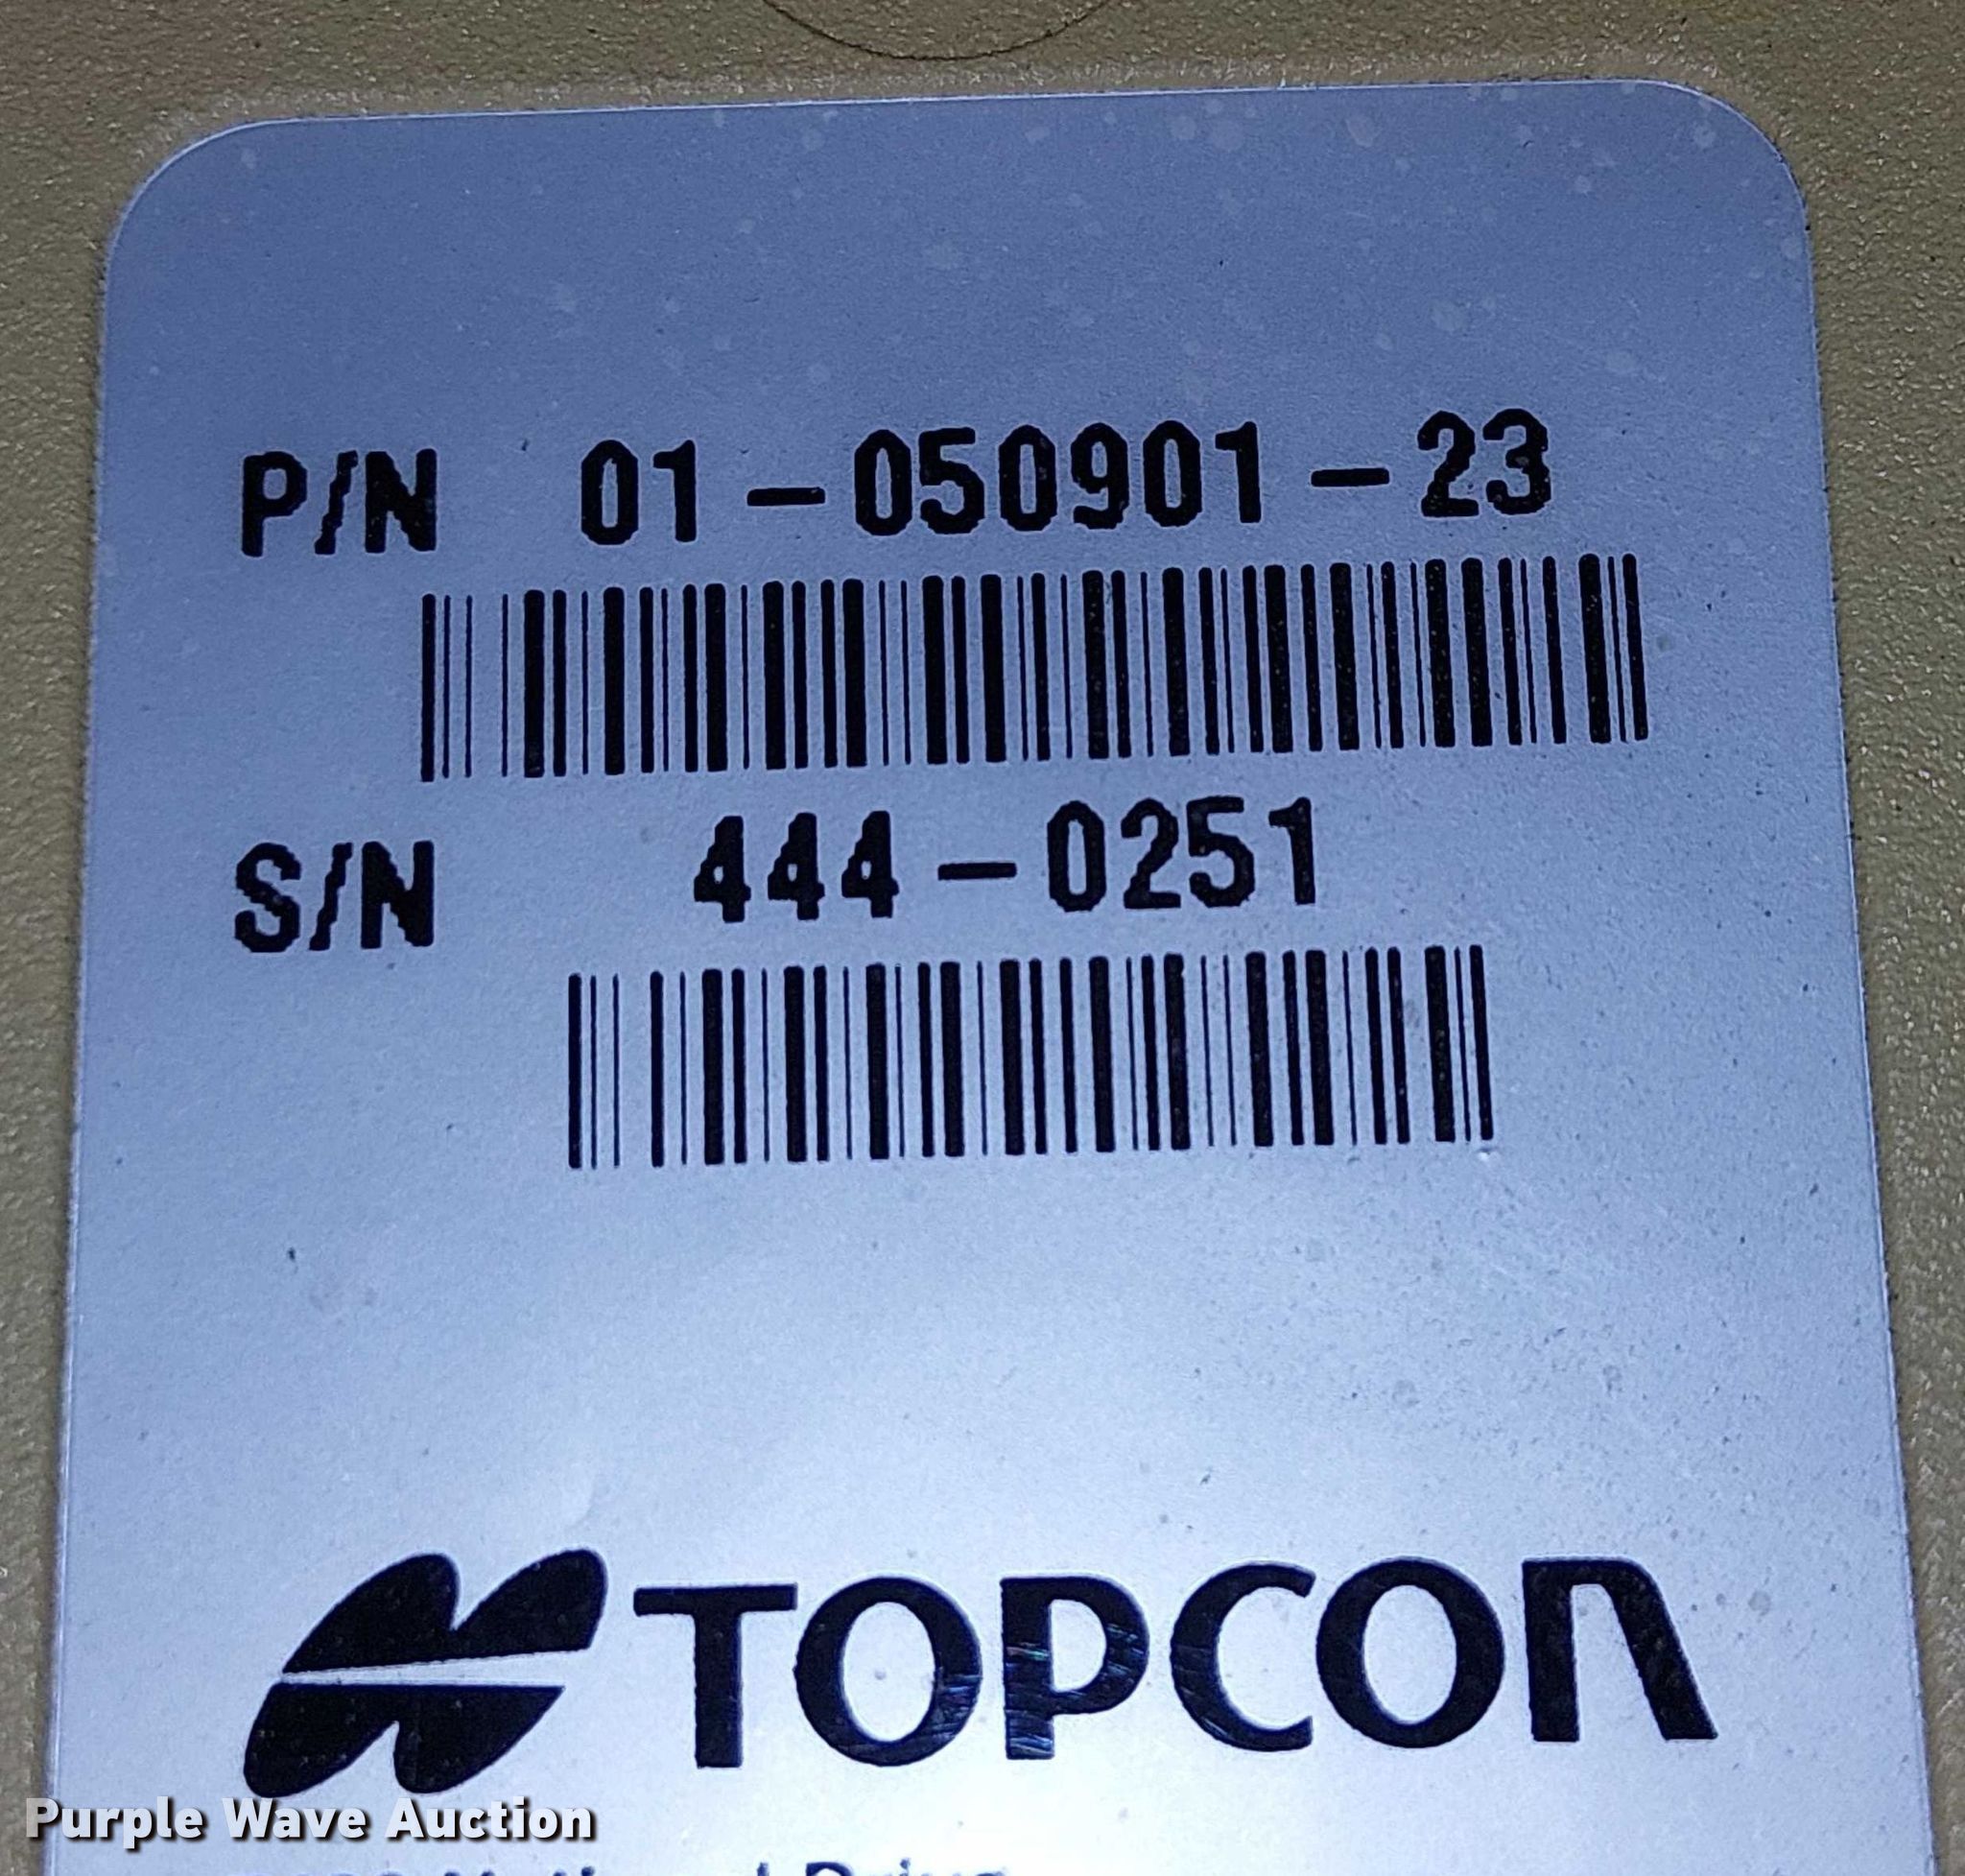 P/N 01-050901-23
S/N 444-0251
TOPCON
Purple Wave Auction